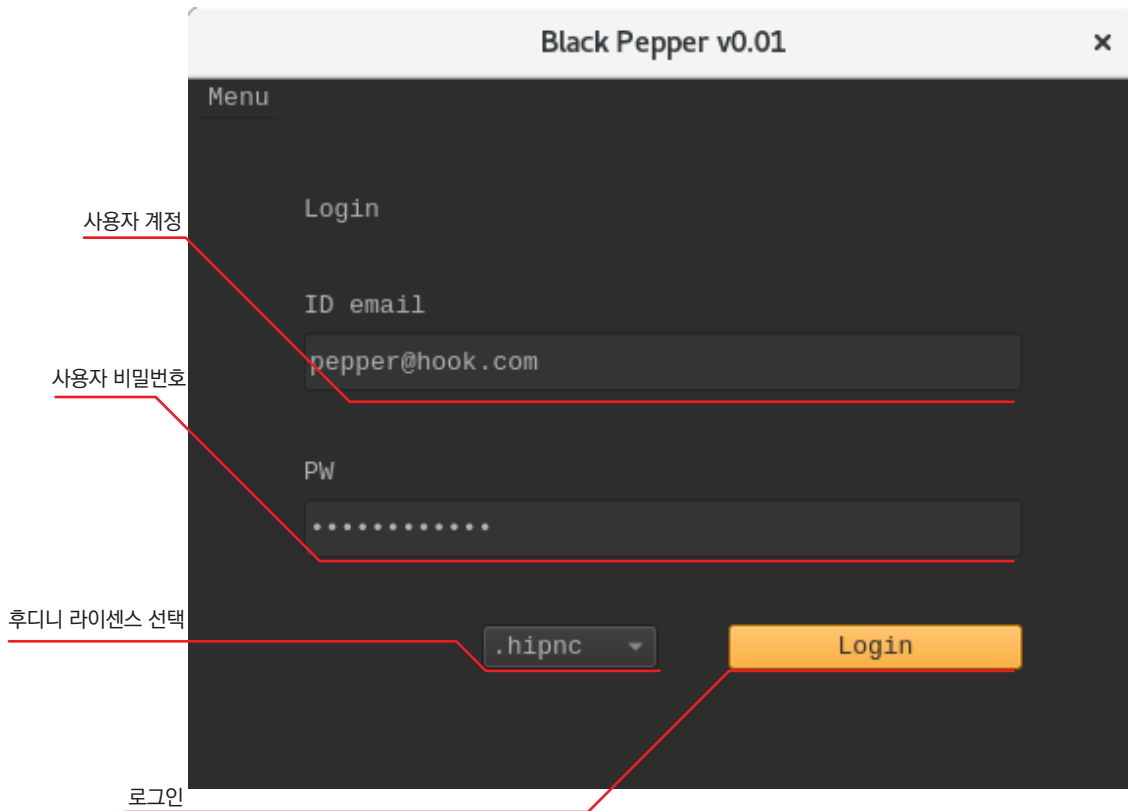 Black Pepper v0.01
Menu
사용자 계정
Login
ID email
pepper@hook.com
사용자 비밀번호
PW
••••••••••••
후디니 라이센스 선택
.hipnc
Login
로그인